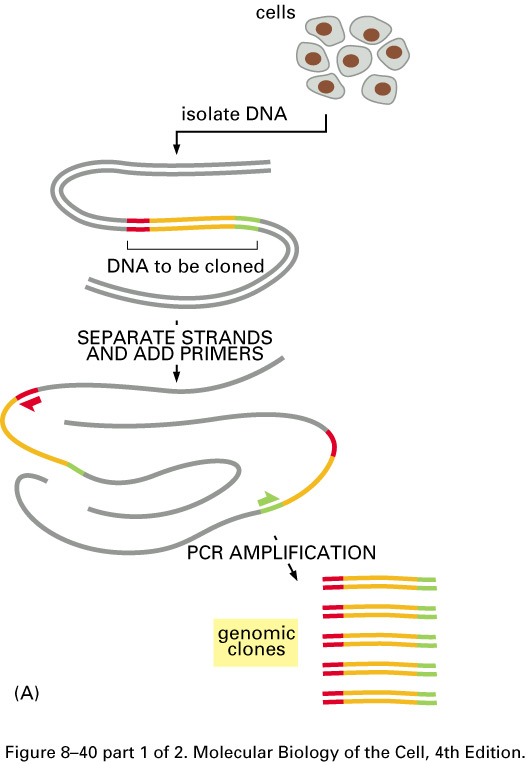 cells
isolate DNA
DNA to be cloned
SEPARATE STRANDS
AND ADD PRIMERS
PCR AMPLIFICATION
genomic
clones
(A)
Figure 8–40 part 1 of 2. Molecular Biology of the Cell, 4th Edition.